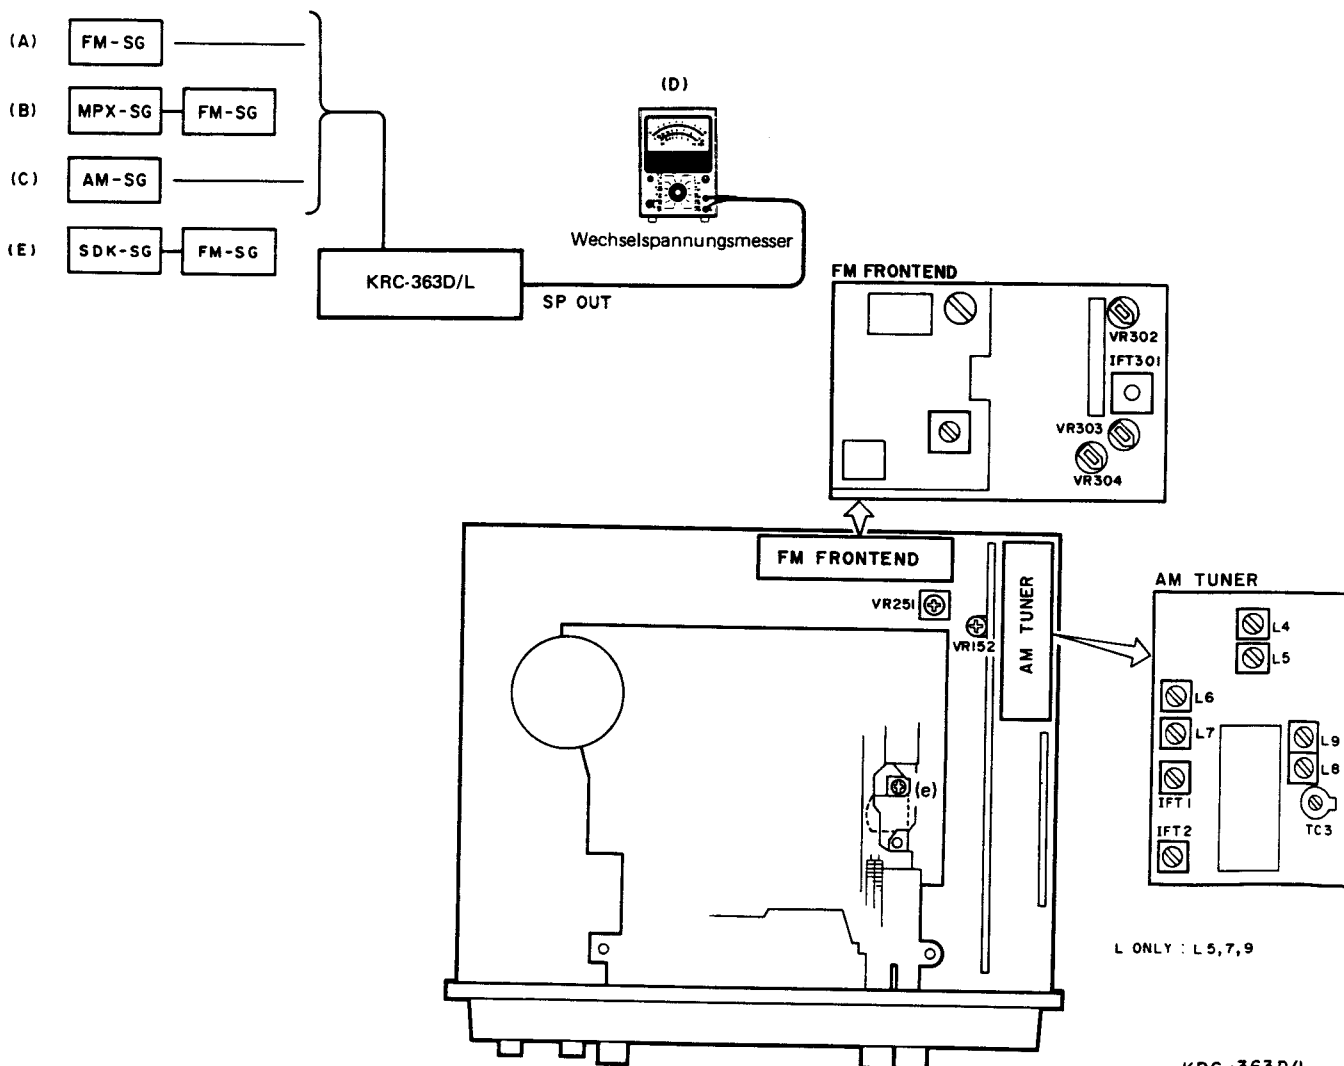 (A) FM-SG
(B) MPX-SG FM-SG
(C) AM-SG
(E) SDK-SG FM-SG
(D)
Wechselspannungsmesser
KRC-363D/L
SP OUT
FM FRONTEND
VR302
IFT301
VR303
VR304
FM FRONTEND
VR251
VR152
AM TUNER
AM TUNER
L4
L5
L6
L7
L9
L8
IFT1
TC3
IFT2
(e)
L ONLY : L5,7,9
KRC-363D/L